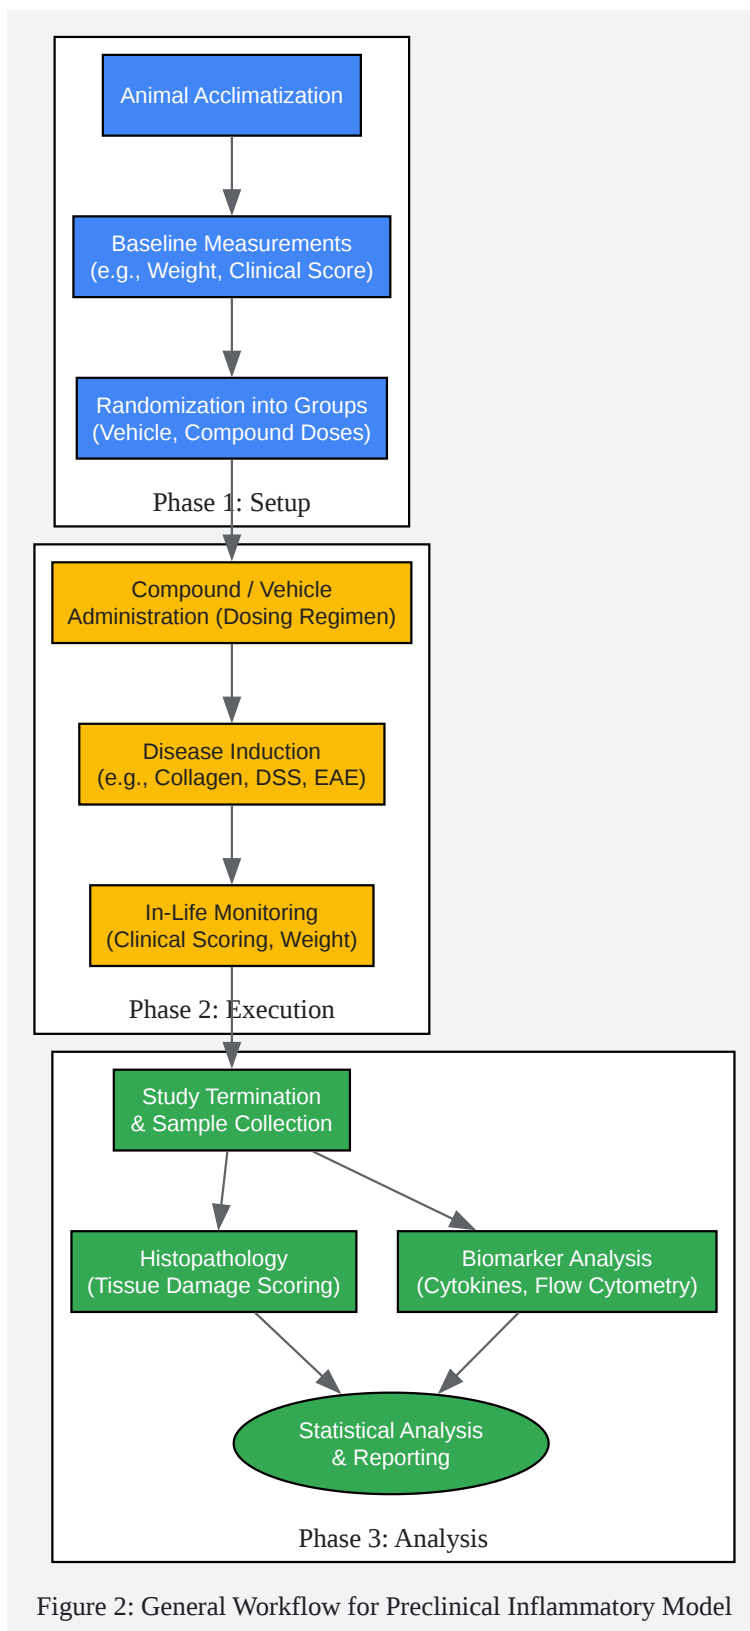 Animal Acclimatization
Baseline Measurements
(e.g., Weight, Clinical Score)
Randomization into Groups
(Vehicle, Compound Doses)
Phase 1: Setup
Compound / Vehicle
Administration (Dosing Regimen)
Disease Induction
(e.g., Collagen, DSS, EAE)
In-Life Monitoring
(Clinical Scoring, Weight)
Phase 2: Execution
Study Termination
& Sample Collection
Histopathology
(Tissue Damage Scoring)
Biomarker Analysis
(Cytokines, Flow Cytometry)
Statistical Analysis
& Reporting
Phase 3: Analysis
Figure 2: General Workflow for Preclinical Inflammatory Model